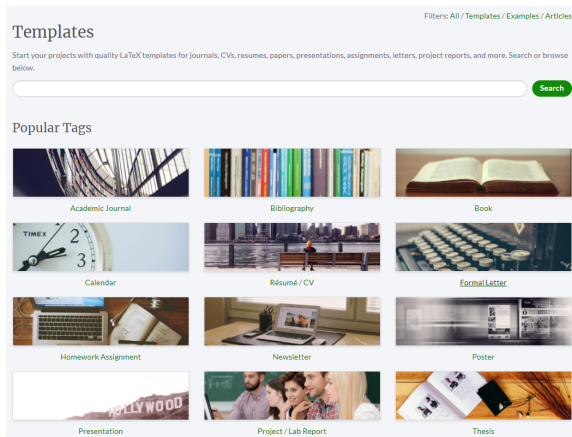 Filters: All / Templates / Examples / Articles
Templates
Start your projects with quality LaTeX templates for journals, CVs, resumes, papers, presentations, assignments, letters, project reports, and more. Search or browse
below.
Search
Popular Tags
Academic Journal
Bibliography
Book
TIMEX
2
3
Calendar
Résumé / CV
Formal Letter
Homework Assignment
Newsletter
Poster
HOLLYWOOD
Presentation
Project / Lab Report
Thesis